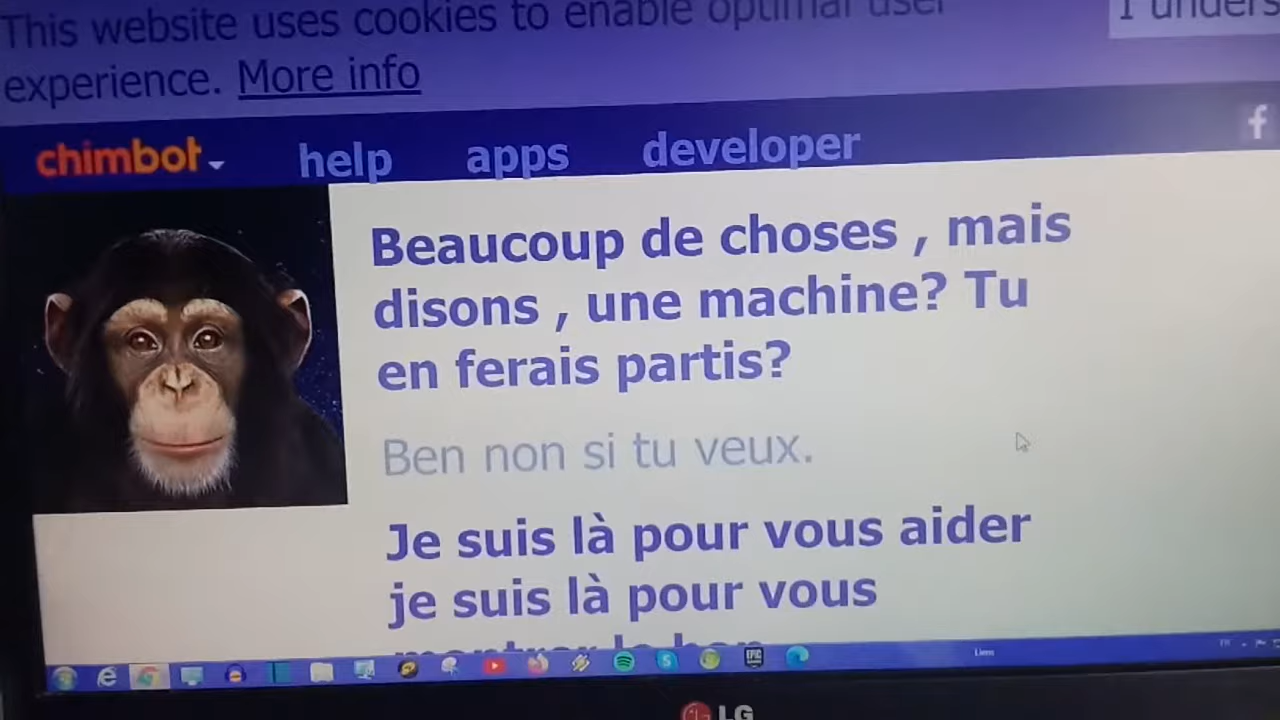 This website uses cookies to enable optimal user
experience. More info
chimbot help apps developer f
Beaucoup de choses , mais
disons , une machine? Tu
en ferais partis?
Ben non si tu veux.
Je suis là pour vous aider
je suis là pour vous
Liens
EPIC
LG